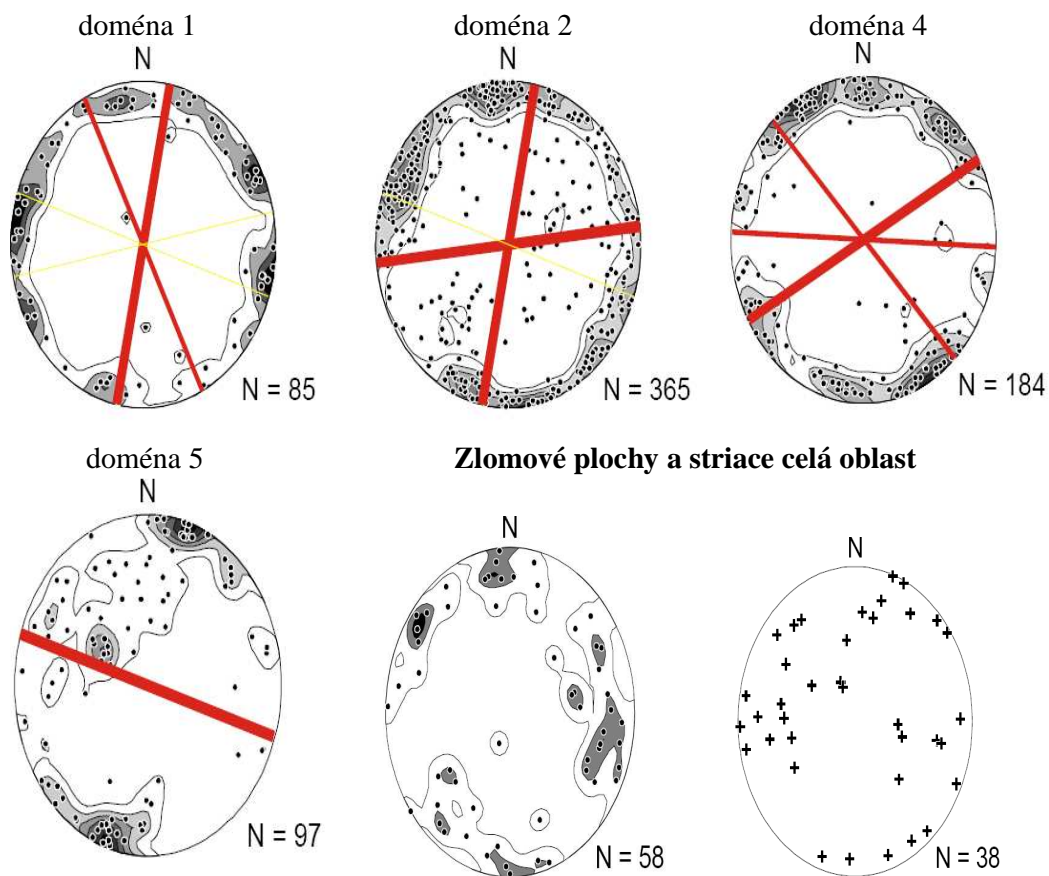 doména 1 doména 2 doména 4
N N N
N = 85 N = 365 N = 184
doména 5 Zlomové plochy a striace celá oblast
N N N
N = 97 N = 58 N = 38